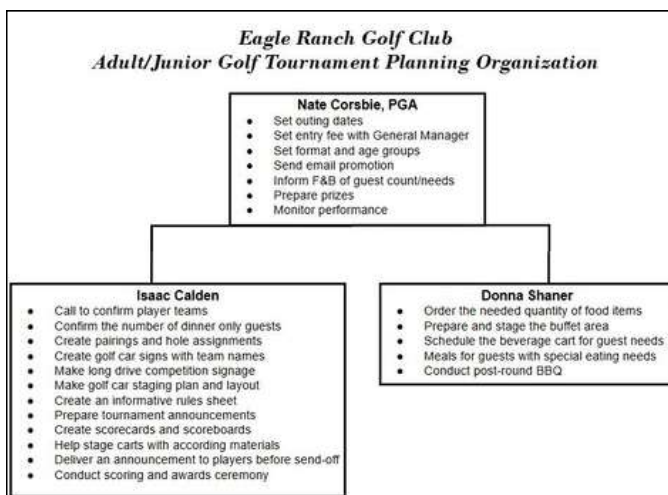 Eagle Ranch Golf Club
Adult/Junior Golf Tournament Planning Organization
Nate Corsbie, PGA
● Set outing dates
● Set entry fee with General Manager
● Set format and age groups
● Send email promotion
● Inform F&B of guest count/needs
● Prepare prizes
● Monitor performance
Isaac Calden
● Call to confirm player teams
● Confirm the number of dinner only guests
● Create pairings and hole assignments
● Create golf car signs with team names
● Make long drive competition signage
● Make golf car staging plan and layout
● Create an informative rules sheet
● Prepare tournament announcements
● Create scorecards and scoreboards
● Help stage carts with according materials
● Deliver an announcement to players before send-off
● Conduct scoring and awards ceremony
Donna Shaner
● Order the needed quantity of food items
● Prepare and stage the buffet area
● Schedule the beverage cart for guest needs
● Meals for guests with special eating needs
● Conduct post-round BBQ